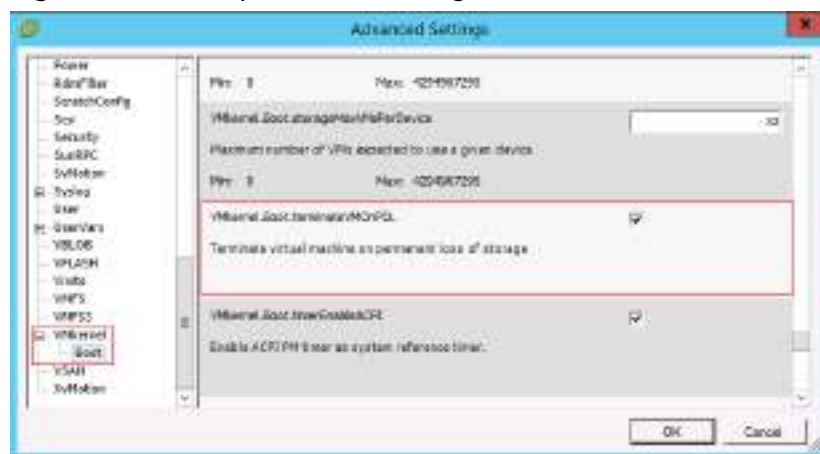 Advanced Settings
Power
RdmFilter
ScratchConfig
Scsi
Security
SunRPC
SvMotion
Syslog
User
UserVars
VBLOB
VFLASH
Virsto
VMFS
VMFS3
VMkernel
Boot
VSAN
XvMotion
Min: 0 Max: 4294967295
VMkernel.Boot.storageMaxVMsPerDevice
32
Maximum number of VMs expected to use a given device
Min: 0 Max: 4294967295
VMkernel.Boot.terminateVMOnPDL
Terminate virtual machine on permanent loss of storage
VMkernel.Boot.timerEnableACPI
Enable ACPI PM timer as system reference timer.
OK Cancel